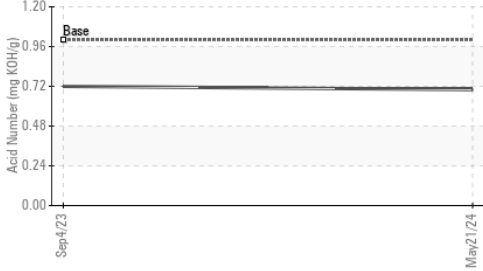 1.20
Base
0.96
0.72
0.48
0.24
0.00
Acid Number (mg KOH/g)
Sep4/23
May21/24